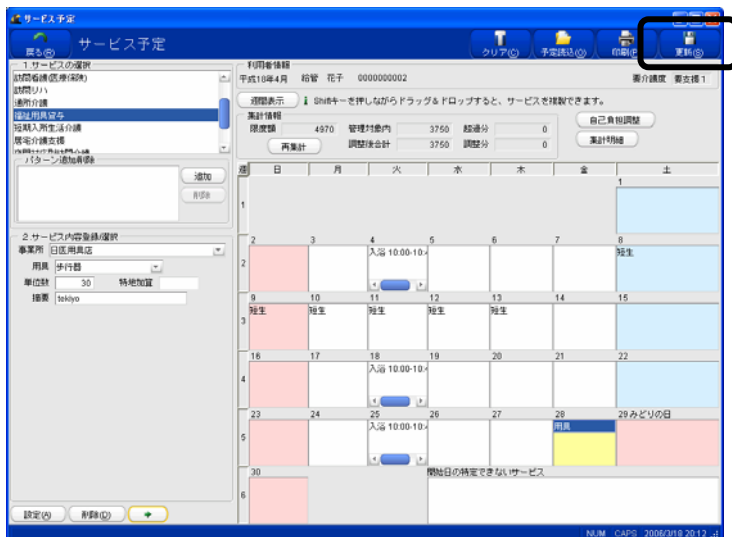 サービス予定
戻る(R)
サービス予定
クリア(C)
予定読込(O)
印刷(P)
更新(S)
1.サービスの選択
訪問看護(医療(保険)
訪問リハ
通所介護
福祉用具貸与
短期入所生活介護
居宅介護支援
パターン追加削除
追加
削除
2.サービス内容登録/選択
事業所 日医用具店
用具 歩行器
単位数 30 特地加算
摘要 tekiyo
設定(A)
削除(D)
利用者情報
平成18年4月 給管 花子 0000000002 要介護度 要支援1
週間表示
Shiftキーを押しながらドラッグ&ドロップすると、サービスを複製できます。
集計情報
限度額 4970 管理対象内 3750 超過分 0
再集計 調整後合計 3750 調整分 0
自己負担調整
集計明細
週 日 月 火 水 木 金 土
1
1
2 3 4 5 6 7 8
2
入浴 10:00-10:
短生
9 10 11 12 13 14 15
3
短生 短生 短生 短生 短生
16 17 18 19 20 21 22
4
入浴 10:00-10:
23 24 25 26 27 28 29 みどりの日
5
入浴 10:00-10:
用具
30
6
開始日の特定できないサービス
NUM CAPS 2006/3/18 20:12